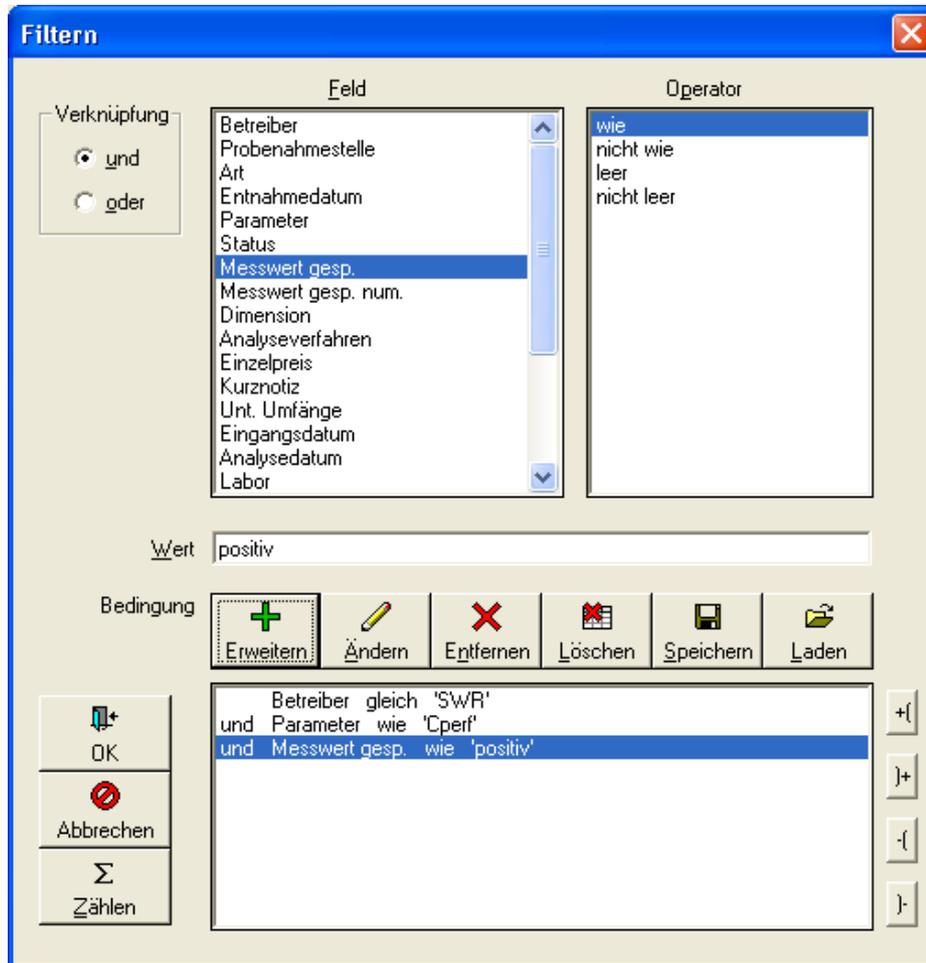 Filtern
Feld
Operator
Verknüpfung
und
oder
Betreiber
Probenahmestelle
Art
Entnahmedatum
Parameter
Status
Messwert gesp.
Messwert gesp. num.
Dimension
Analyseverfahren
Einzelpreis
Kurznotiz
Unt. Umfänge
Eingangsdatum
Analysedatum
Labor
wie
nicht wie
leer
nicht leer
Wert positiv
Bedingung
Erweitern Ändern Entfernen Löschen Speichern Laden
Betreiber gleich 'SWR'
und Parameter wie 'Cperf'
und Messwert gesp. wie 'positiv'
OK
Abbrechen
Σ
Zählen
+(
)+
-(
)-